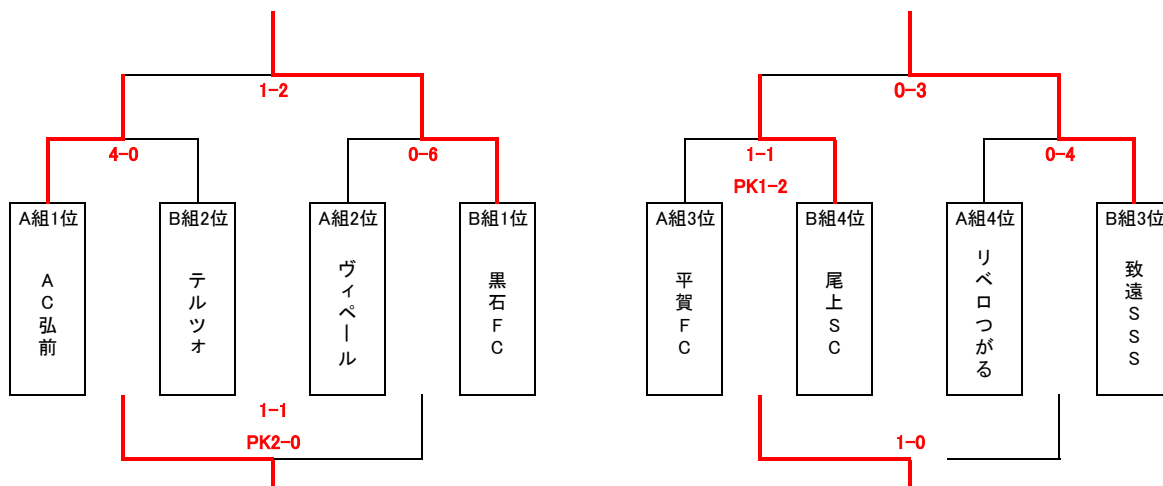 1-2
0-3
4-0
0-6
1-1
0-4
PK1-2
A組1位
B組2位
A組2位
B組1位
A組3位
B組4位
A組4位
B組3位
AC弘前
テルツォ
ヴィペール
黒石FC
平賀FC
尾上SC
リベロつがる
致遠SSS
1-1
PK2-0
1-0